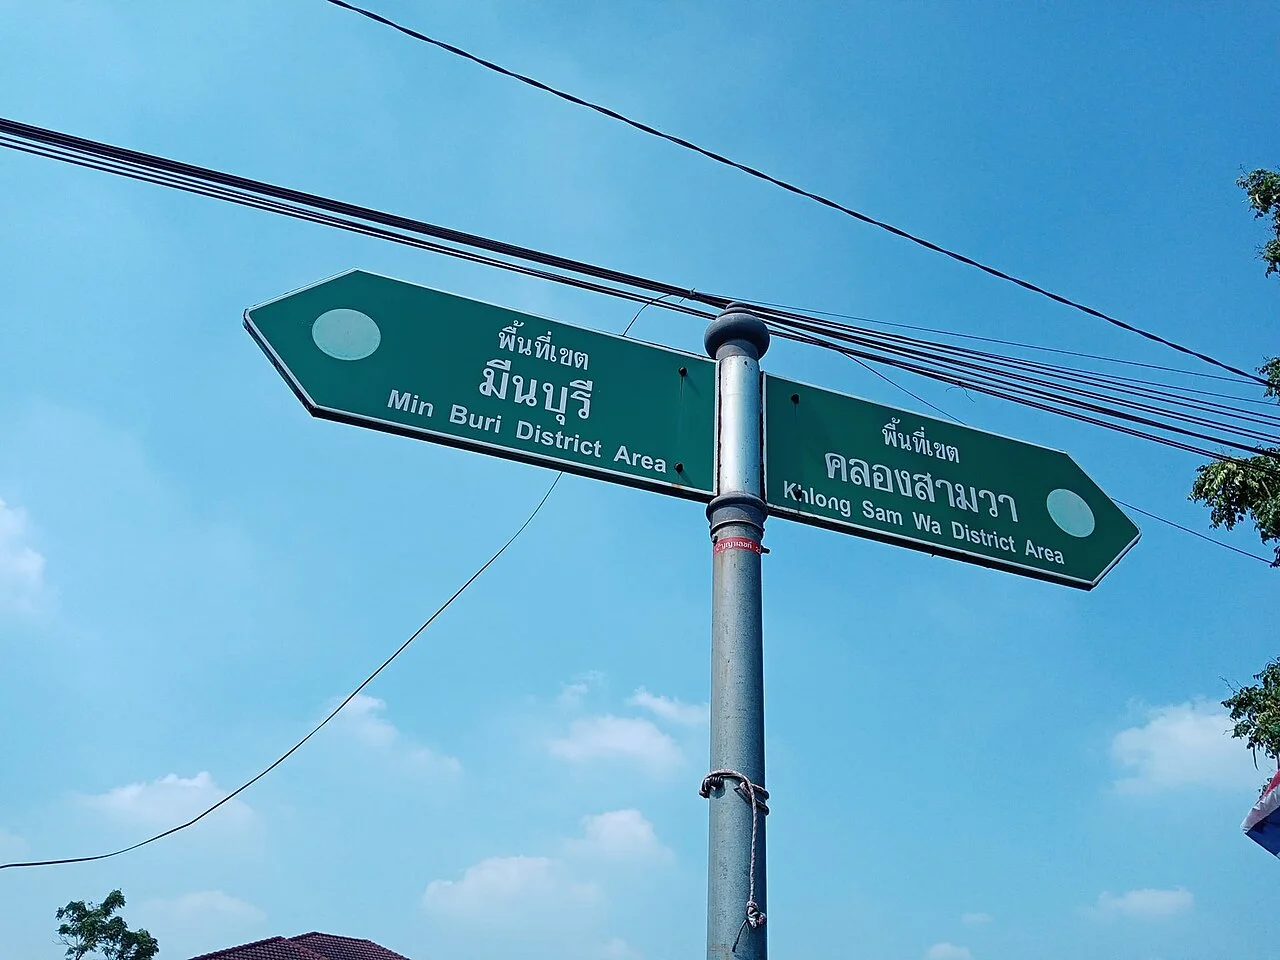 พื้นที่เขต
มีนบุรี
Min Buri District Area
พื้นที่เขต
คลองสามวา
Khlong Sam Wa District Area